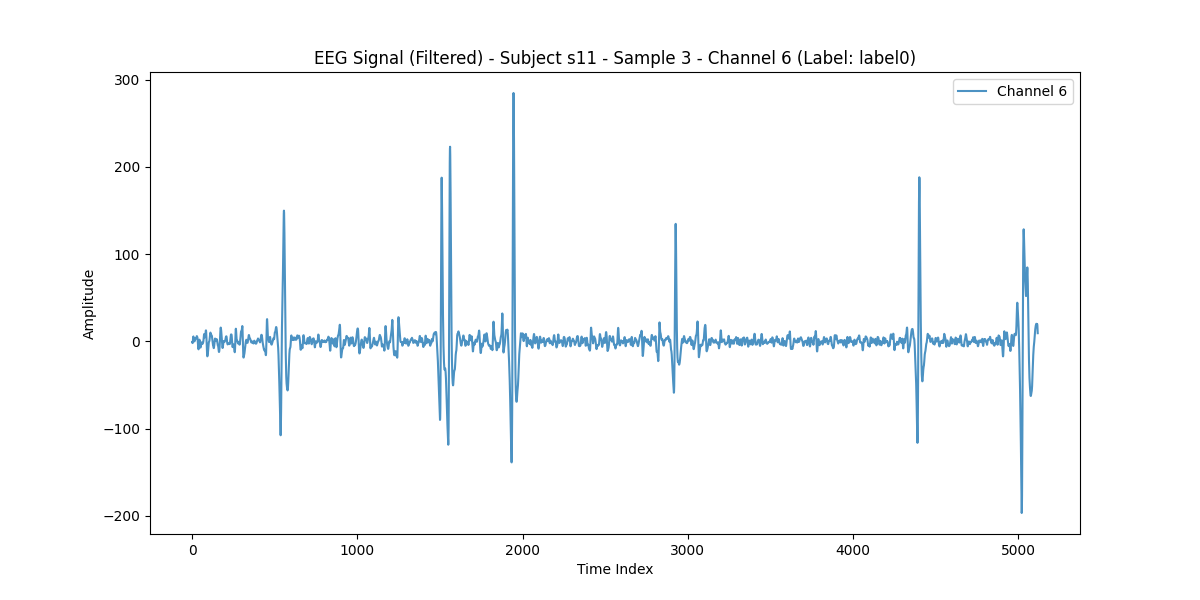 EEG Signal (Filtered) - Subject s11 - Sample 3 - Channel 6 (Label: label0)
Channel 6
300
200
100
0
−100
−200
Amplitude
0 1000 2000 3000 4000 5000
Time Index